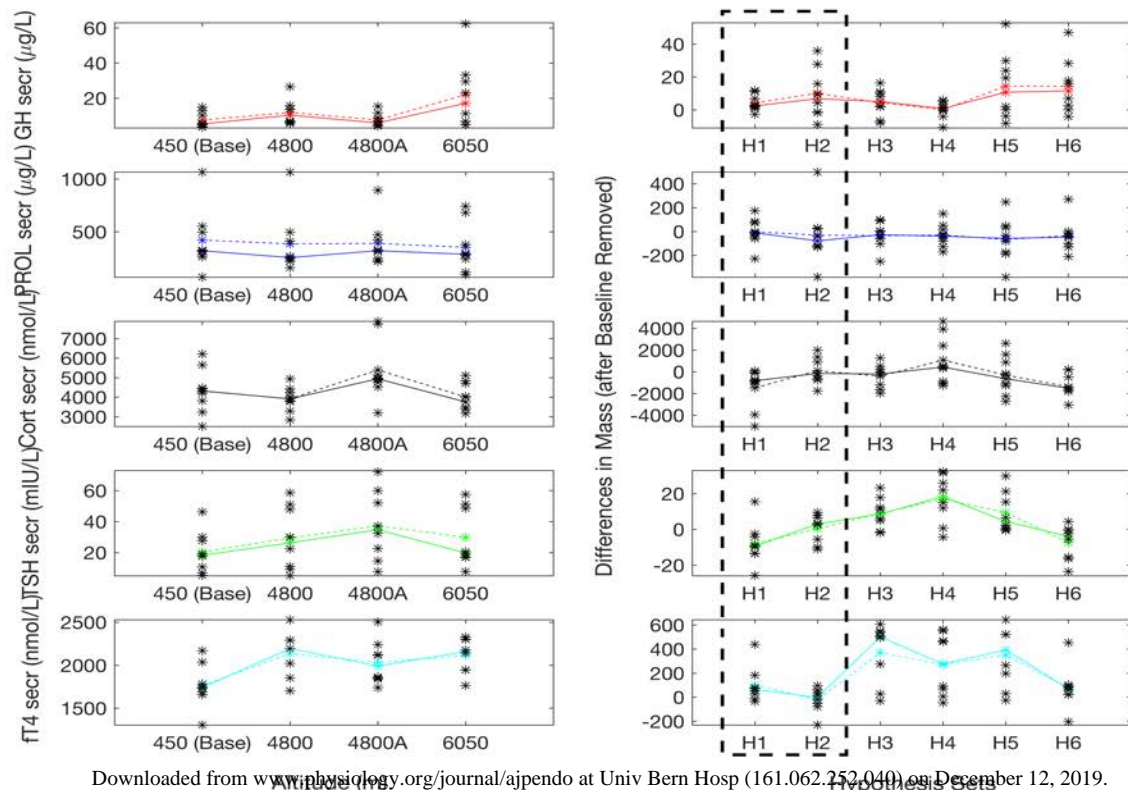 GH secr (µg/L)
60
40
20
450 (Base) 4800 4800A 6050
40
20
0
H1 H2 H3 H4 H5 H6
PROL secr (µg/L)
1000
500
450 (Base) 4800 4800A 6050
400
200
0
-200
H1 H2 H3 H4 H5 H6
Cort secr (nmol/L)
7000
6000
5000
4000
3000
450 (Base) 4800 4800A 6050
Differences in Mass (after Baseline Removed)
4000
2000
0
-2000
-4000
H1 H2 H3 H4 H5 H6
TSH secr (mIU/L)
60
40
20
450 (Base) 4800 4800A 6050
20
0
-20
H1 H2 H3 H4 H5 H6
fT4 secr (nmol/L)
2500
2000
1500
450 (Base) 4800 4800A 6050
600
400
200
0
-200
H1 H2 H3 H4 H5 H6
Altitude (m)
Hypothesis Sets
Downloaded from www.physiology.org/journal/ajpendo at Univ Bern Hosp (161.062.252.040) on December 12, 2019.